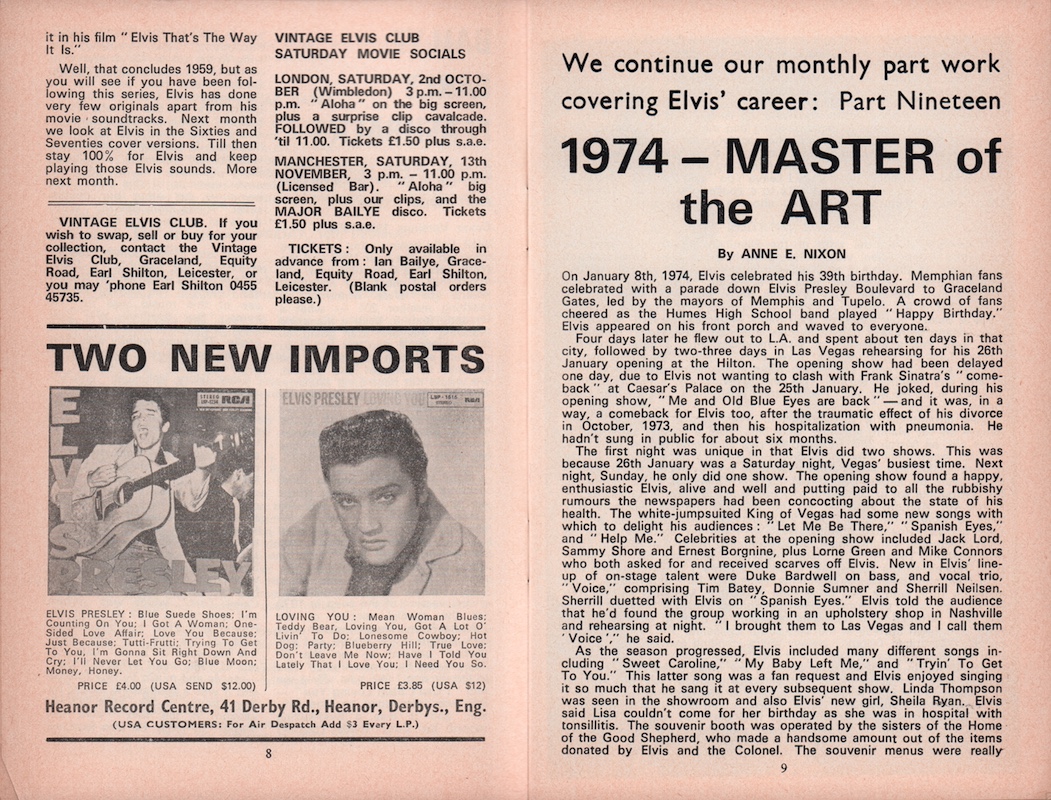 it in his film "Elvis That's The Way
It Is."
Well, that concludes 1959, but as
you will see if you have been fol-
lowing this series, Elvis has done
very few originals apart from his
movie soundtracks. Next month
we look at Elvis in the Sixties and
Seventies cover versions. Till then
stay 100% for Elvis and keep
playing those Elvis sounds. More
next month.
VINTAGE ELVIS CLUB. If you
wish to swap, sell or buy for your
collection, contact the Vintage
Elvis Club, Graceland, Equity
Road, Earl Shilton, Leicester, or
you may 'phone Earl Shilton 0455
45735.
VINTAGE ELVIS CLUB
SATURDAY MOVIE SOCIALS
LONDON, SATURDAY, 2nd OCTO-
BER (Wimbledon) 3 p.m. – 11.00
p.m. "Aloha" on the big screen,
plus a surprise clip cavalcade.
FOLLOWED by a disco through
'til 11.00. Tickets £1.50 plus s.a.e.
MANCHESTER, SATURDAY, 13th
NOVEMBER, 3 p.m. – 11.00 p.m.
(Licensed Bar). "Aloha" big
screen, plus our clips, and the
MAJOR BAILYE disco. Tickets
£1.50 plus s.a.e.
TICKETS: Only available in
advance from: Ian Bailye, Grace-
land, Equity Road, Earl Shilton,
Leicester. (Blank postal orders
please.)
TWO NEW IMPORTS
ELVIS
PRESLEY
STEREO
RCA
ELVIS PRESLEY LOVING YOU
LSP-1515
RCA
ELVIS PRESLEY: Blue Suede Shoes; I'm
Counting On You; I Got A Woman; One-
Sided Love Affair; Love You Because;
Just Because; Tutti-Frutti; Trying To Get
To You, I'm Gonna Sit Right Down And
Cry; I'll Never Let You Go; Blue Moon;
Money, Honey.
PRICE £4.00 (USA SEND $12.00)
LOVING YOU: Mean Woman Blues;
Teddy Bear, Loving You, Got A Lot O'
Livin' To Do; Lonesome Cowboy; Hot
Dog; Party; Blueberry Hill; True Love;
Don't Leave Me Now; Have I Told You
Lately That I Love You; I Need You So.
PRICE £3.85 (USA $12)
Heanor Record Centre, 41 Derby Rd., Heanor, Derbys., Eng.
(USA CUSTOMERS: For Air Despatch Add $3 Every L.P.)
8
We continue our monthly part work
covering Elvis' career: Part Nineteen
1974 – MASTER of
the ART
By ANNE E. NIXON
On January 8th, 1974, Elvis celebrated his 39th birthday. Memphian fans
celebrated with a parade down Elvis Presley Boulevard to Graceland
Gates, led by the mayors of Memphis and Tupelo. A crowd of fans
cheered as the Humes High School band played "Happy Birthday."
Elvis appeared on his front porch and waved to everyone.
Four days later he flew out to L.A. and spent about ten days in that
city, followed by two-three days in Las Vegas rehearsing for his 26th
January opening at the Hilton. The opening show had been delayed
one day, due to Elvis not wanting to clash with Frank Sinatra's "come-
back" at Caesar's Palace on the 25th January. He joked, during his
opening show, "Me and Old Blue Eyes are back" — and it was, in a
way, a comeback for Elvis too, after the traumatic effect of his divorce
in October, 1973, and then his hospitalization with pneumonia. He
hadn't sung in public for about six months.
The first night was unique in that Elvis did two shows. This was
because 26th January was a Saturday night, Vegas' busiest time. Next
night, Sunday, he only did one show. The opening show found a happy,
enthusiastic Elvis, alive and well and putting paid to all the rubbishy
rumours the newspapers had been concocting about the state of his
health. The white-jumpsuited King of Vegas had some new songs with
which to delight his audiences: "Let Me Be There," "Spanish Eyes,"
and "Help Me." Celebrities at the opening show included Jack Lord,
Sammy Shore and Ernest Borgnine, plus Lorne Green and Mike Connors
who both asked for and received scarves off Elvis. New in Elvis' line-
up of on-stage talent were Duke Bardwell on bass, and vocal trio,
"Voice," comprising Tim Batey, Donnie Sumner and Sherrill Neilsen.
Sherrill duetted with Elvis on "Spanish Eyes." Elvis told the audience
that he'd found the group working in an upholstery shop in Nashville
and rehearsing at night. "I brought them to Las Vegas and I call them
'Voice'," he said.
As the season progressed, Elvis included many different songs in-
cluding "Sweet Caroline," "My Baby Left Me," and "Tryin' To Get
To You." This latter song was a fan request and Elvis enjoyed singing
it so much that he sang it at every subsequent show. Linda Thompson
was seen in the showroom and also Elvis' new girl, Sheila Ryan. Elvis
said Lisa couldn't come for her birthday as she was in hospital with
tonsillitis. The souvenir booth was operated by the sisters of the Home
of the Good Shepherd, who made a handsome amount out of the items
donated by Elvis and the Colonel. The souvenir menus were really
9